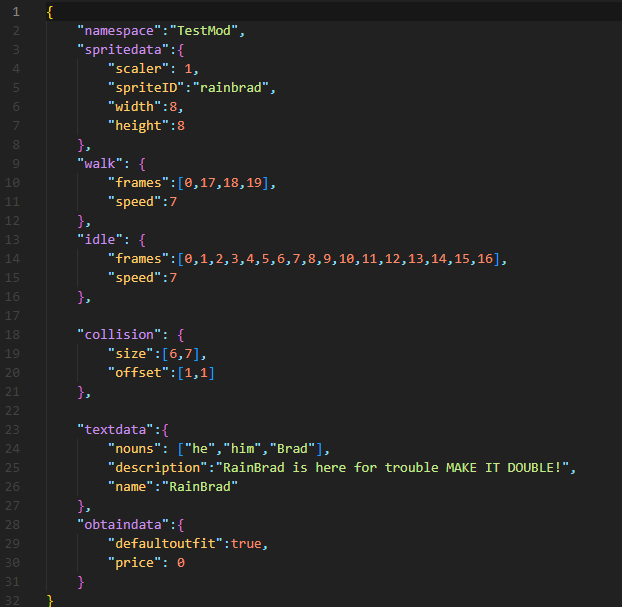 1 {
2     "namespace":"TestMod",
3     "spritedata":{
4         "scaler": 1,
5         "spriteID":"rainbrad",
6         "width":8,
7         "height":8
8     },
9     "walk": {
10         "frames":[0,17,18,19],
11         "speed":7
12     },
13     "idle": {
14         "frames":[0,1,2,3,4,5,6,7,8,9,10,11,12,13,14,15,16],
15         "speed":7
16     },
17
18     "collision": {
19         "size":[6,7],
20         "offset":[1,1]
21     },
22
23     "textdata":{
24         "nouns": ["he","him","Brad"],
25         "description":"RainBrad is here for trouble MAKE IT DOUBLE!",
26         "name":"RainBrad"
27     },
28     "obtaindata":{
29         "defaultoutfit":true,
30         "price": 0
31     }
32 }